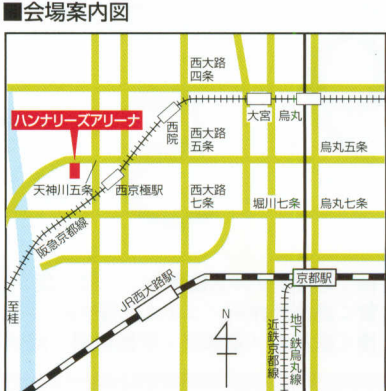 ■会場案内図
西大路
四条
ハンナリーズアリーナ
西院
大宮
烏丸
西大路
五条
烏丸五条
天神川五条
西京極駅
西大路
七条
堀川七条
烏丸七条
阪急京都線
至桂
JR西大路駅
京都駅
N
近鉄京都線
地下鉄烏丸線